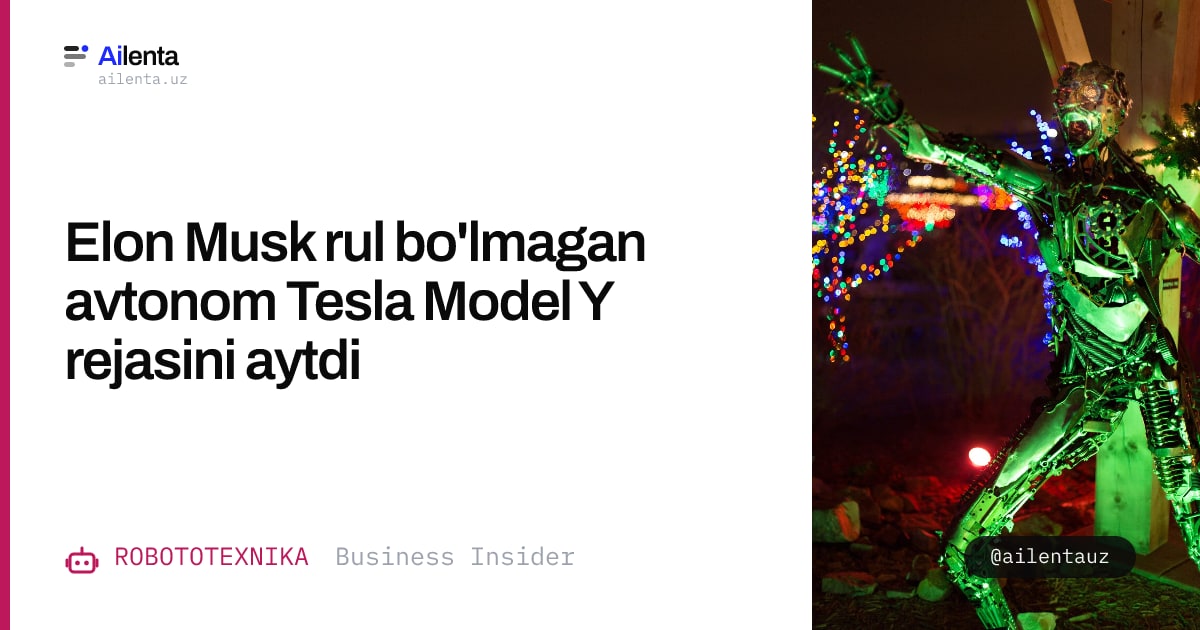 Ailenta
ailenta.uz
Elon Musk rul bo'lmagan
avtonom Tesla Model Y
rejasini aytdi
ROBOTOTEXNIKA Business Insider
@ailentauz